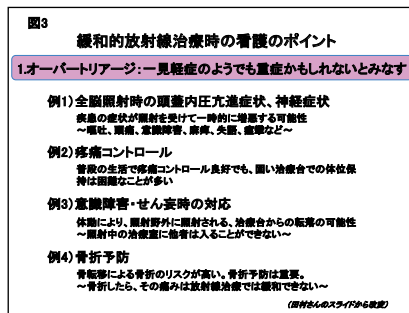 図3
緩和的放射線治療時の看護のポイント
1.オーバートリアージ：一見軽症のようでも重症かもしれないとみなす
例1）全脳照射時の頭蓋内圧亢進症状、神経症状
疾患の症状が照射を受けて一時的に増悪する可能性
～嘔吐、頭痛、意識障害、麻痺、失語、痙攣など～
例2）疼痛コントロール
普段の生活で疼痛コントロール良好でも、固い治療台での体位保
持は困難なことが多い
例3）意識障害・せん妄時の対応
体動により、照射野外に照射される、治療台からの転落の可能性
～照射中の治療室に他者は入ることができない～
例4）骨折予防
骨転移による骨折のリスクが高い。骨折予防は重要。
～骨折したら、その痛みは放射線治療では緩和できない～
（田村さんのスライドから改変）